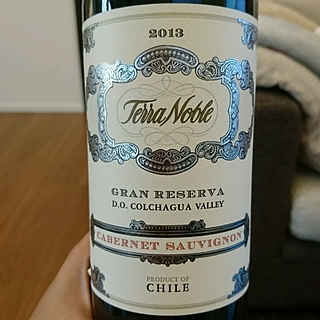 2013
TerraNoble
GRAN RESERVA
D.O. COLCHAGUA VALLEY
CABERNET SAUVIGNON
PRODUCT OF
CHILE